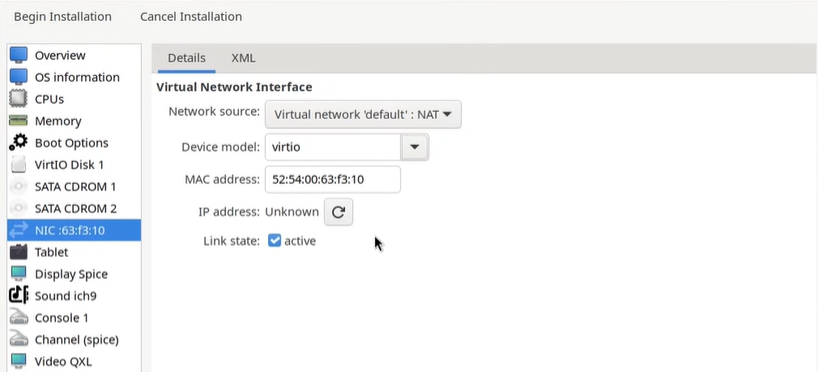 Begin Installation Cancel Installation
Overview
OS information
CPUs
Memory
Boot Options
VirtIO Disk 1
SATA CDROM 1
SATA CDROM 2
NIC :63:f3:10
Tablet
Display Spice
Sound ich9
Console 1
Channel (spice)
Video QXL
Details XML
Virtual Network Interface
Network source: Virtual network 'default' : NAT
Device model: virtio
MAC address: 52:54:00:63:f3:10
IP address: Unknown
Link state: active